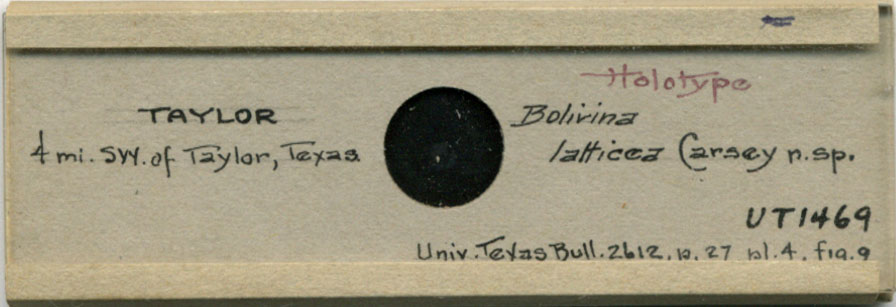 TAYLOR
4 mi. SW. of Taylor, Texas
Holotype
Bolivina
latticea Carsey n.sp.
UT1469
Univ. Texas Bull. 2612, p. 27 pl. 4, fig. 9